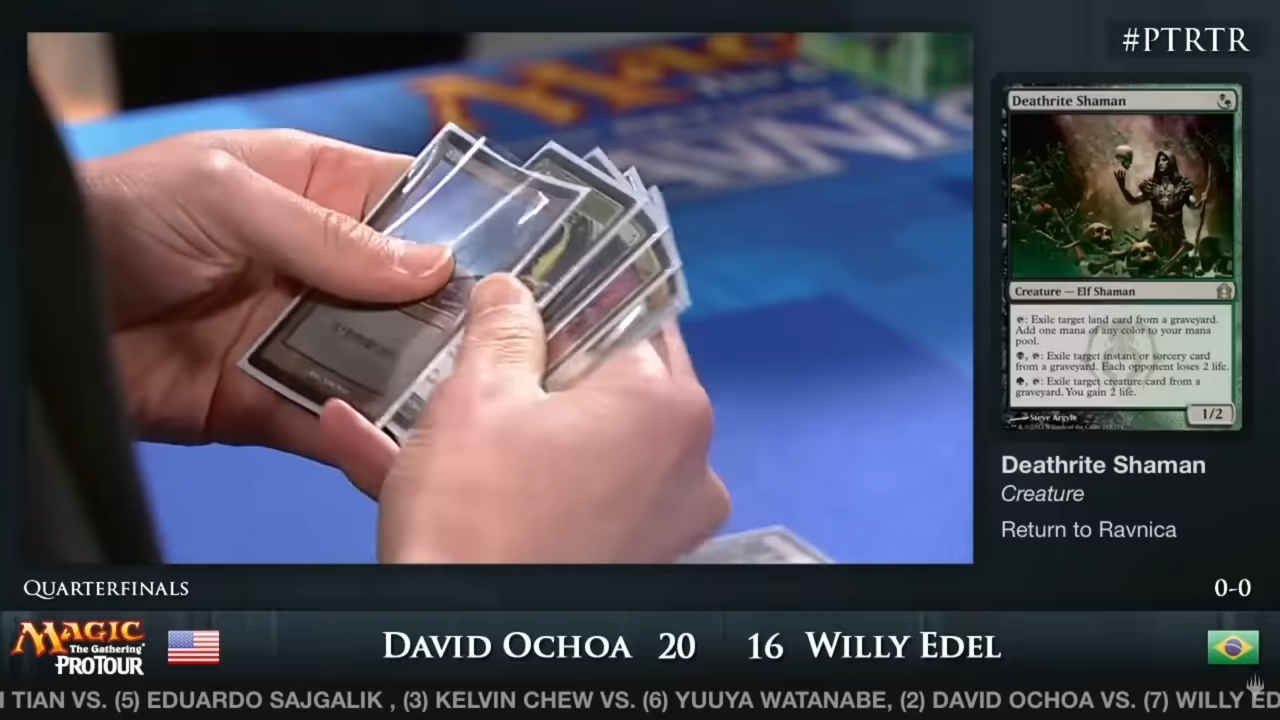 #PTRTR
Deathrite Shaman
Creature — Elf Shaman
: Exile target land card from a graveyard.
Add one mana of any color to your mana
pool.
, : Exile target instant or sorcery card
from a graveyard. Each opponent loses 2 life.
, : Exile target creature card from a
graveyard. You gain 2 life.
Steve Argyle
1/2
Deathrite Shaman
Creature
Return to Ravnica
MAGIC
QUARTERFINALS
0-0
MAGIC
The Gathering
PROTOUR
DAVID OCHOA 20 16 WILLY EDEL
I TIAN VS. (5) EDUARDO SAJGALIK , (3) KELVIN CHEW VS. (6) YUUYA WATANABE, (2) DAVID OCHOA VS. (7) WILLY ED